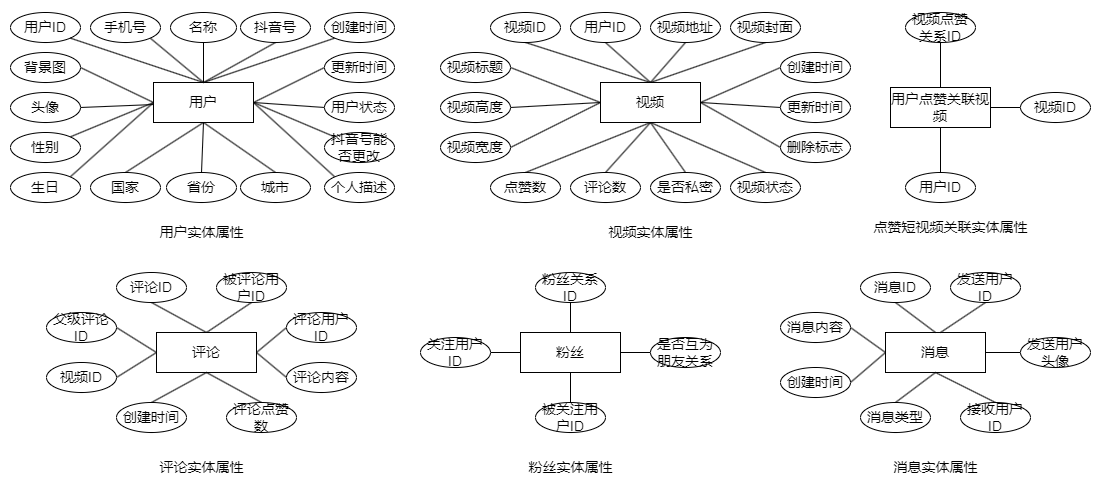 用户ID
手机号
名称
抖音号
创建时间
背景图
更新时间
头像
用户
用户状态
性别
抖音号能
否更改
生日
国家
省份
城市
个人描述
用户实体属性
视频ID
用户ID
视频地址
视频封面
视频标题
创建时间
视频高度
视频
更新时间
视频宽度
删除标志
点赞数
评论数
是否私密
视频状态
视频实体属性
视频点赞
关系ID
用户点赞关联视
频
视频ID
用户ID
点赞短视频关联实体属性
评论ID
被评论用
户ID
父级评论
ID
评论用户
ID
评论
视频ID
评论内容
创建时间
评论点赞
数
评论实体属性
粉丝关系
ID
关注用户
ID
粉丝
是否互为
朋友关系
被关注用
户ID
粉丝实体属性
消息ID
发送用户
ID
消息内容
消息
发送用户
头像
创建时间
消息类型
接收用户
ID
消息实体属性